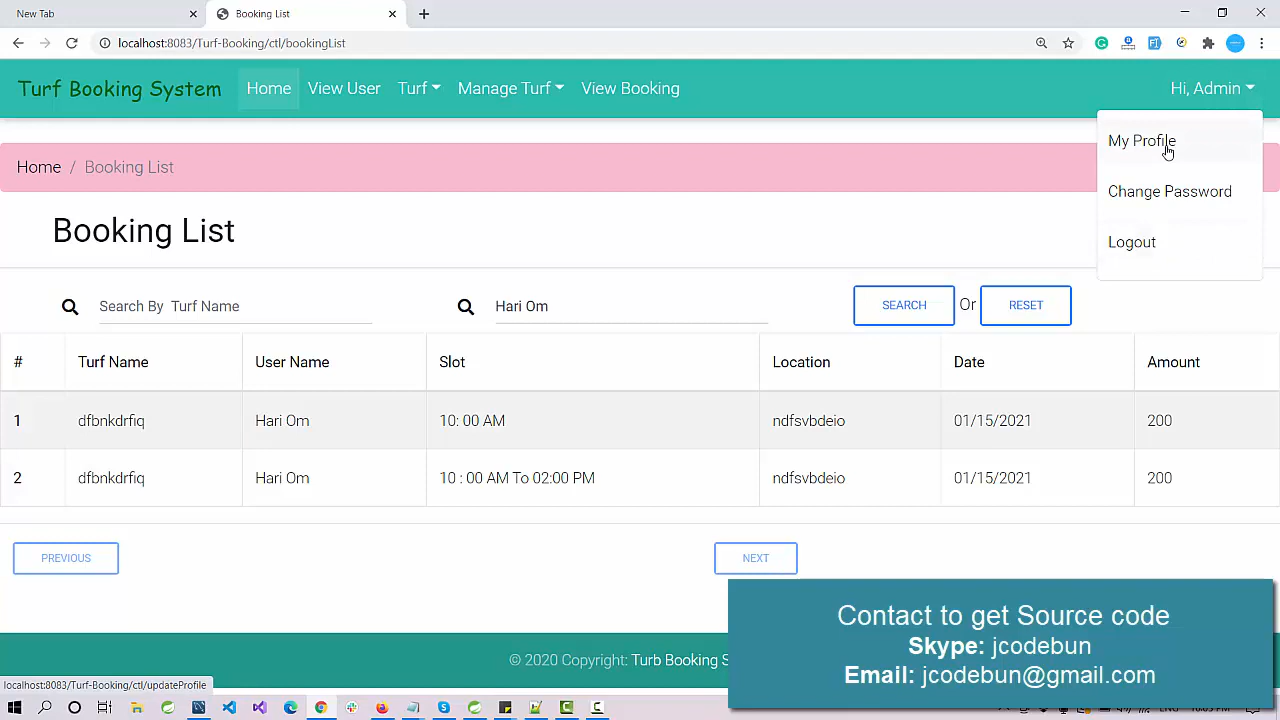 New Tab
Booking List
localhost:8083/Turf-Booking/ctl/bookingList
Turf Booking System Home View User Turf Manage Turf View Booking Hi, Admin
My Profile
Change Password
Logout
Home / Booking List
Booking List
Search By Turf Name Hari Om SEARCH Or RESET
# Turf Name User Name Slot Location Date Amount
1 dfbnkdrfiq Hari Om 10: 00 AM ndfsvbdeio 01/15/2021 200
2 dfbnkdrfiq Hari Om 10 : 00 AM To 02:00 PM ndfsvbdeio 01/15/2021 200
PREVIOUS NEXT
Contact to get Source code
Skype: jcodebun
Email: jcodebun@gmail.com
© 2020 Copyright: Turb Booking S
localhost:8083/Turf-Booking/ctl/updateProfile